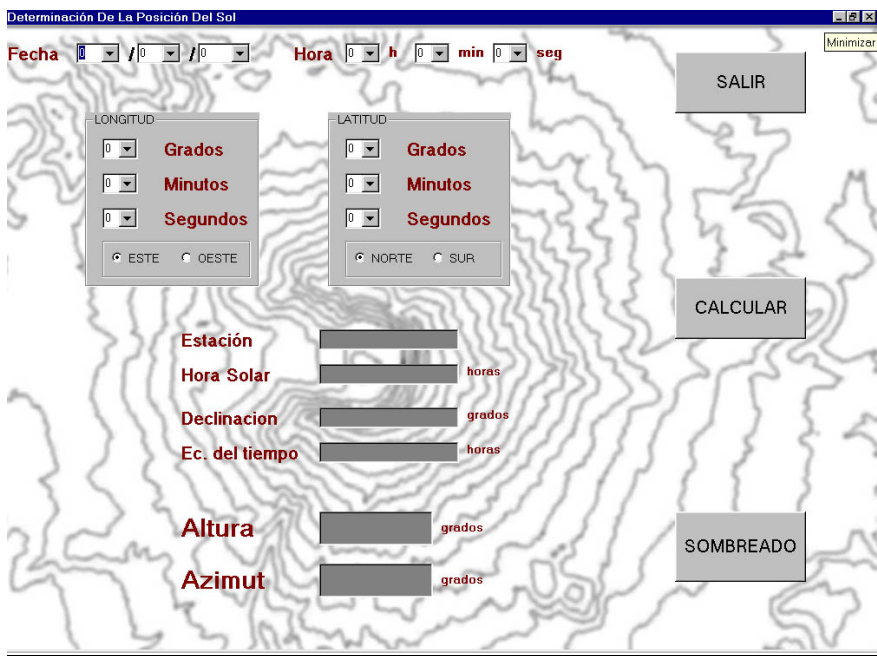 Determinación De La Posición Del Sol
Minimizar
Fecha 0 / 0 / 0 Hora 0 h 0 min 0 seg
SALIR
LONGITUD
0 Grados
0 Minutos
0 Segundos
ESTE OESTE
LATITUD
0 Grados
0 Minutos
0 Segundos
NORTE SUR
CALCULAR
Estación
Hora Solar horas
Declinacion grados
Ec. del tiempo horas
Altura grados
Azimut grados
SOMBREADO